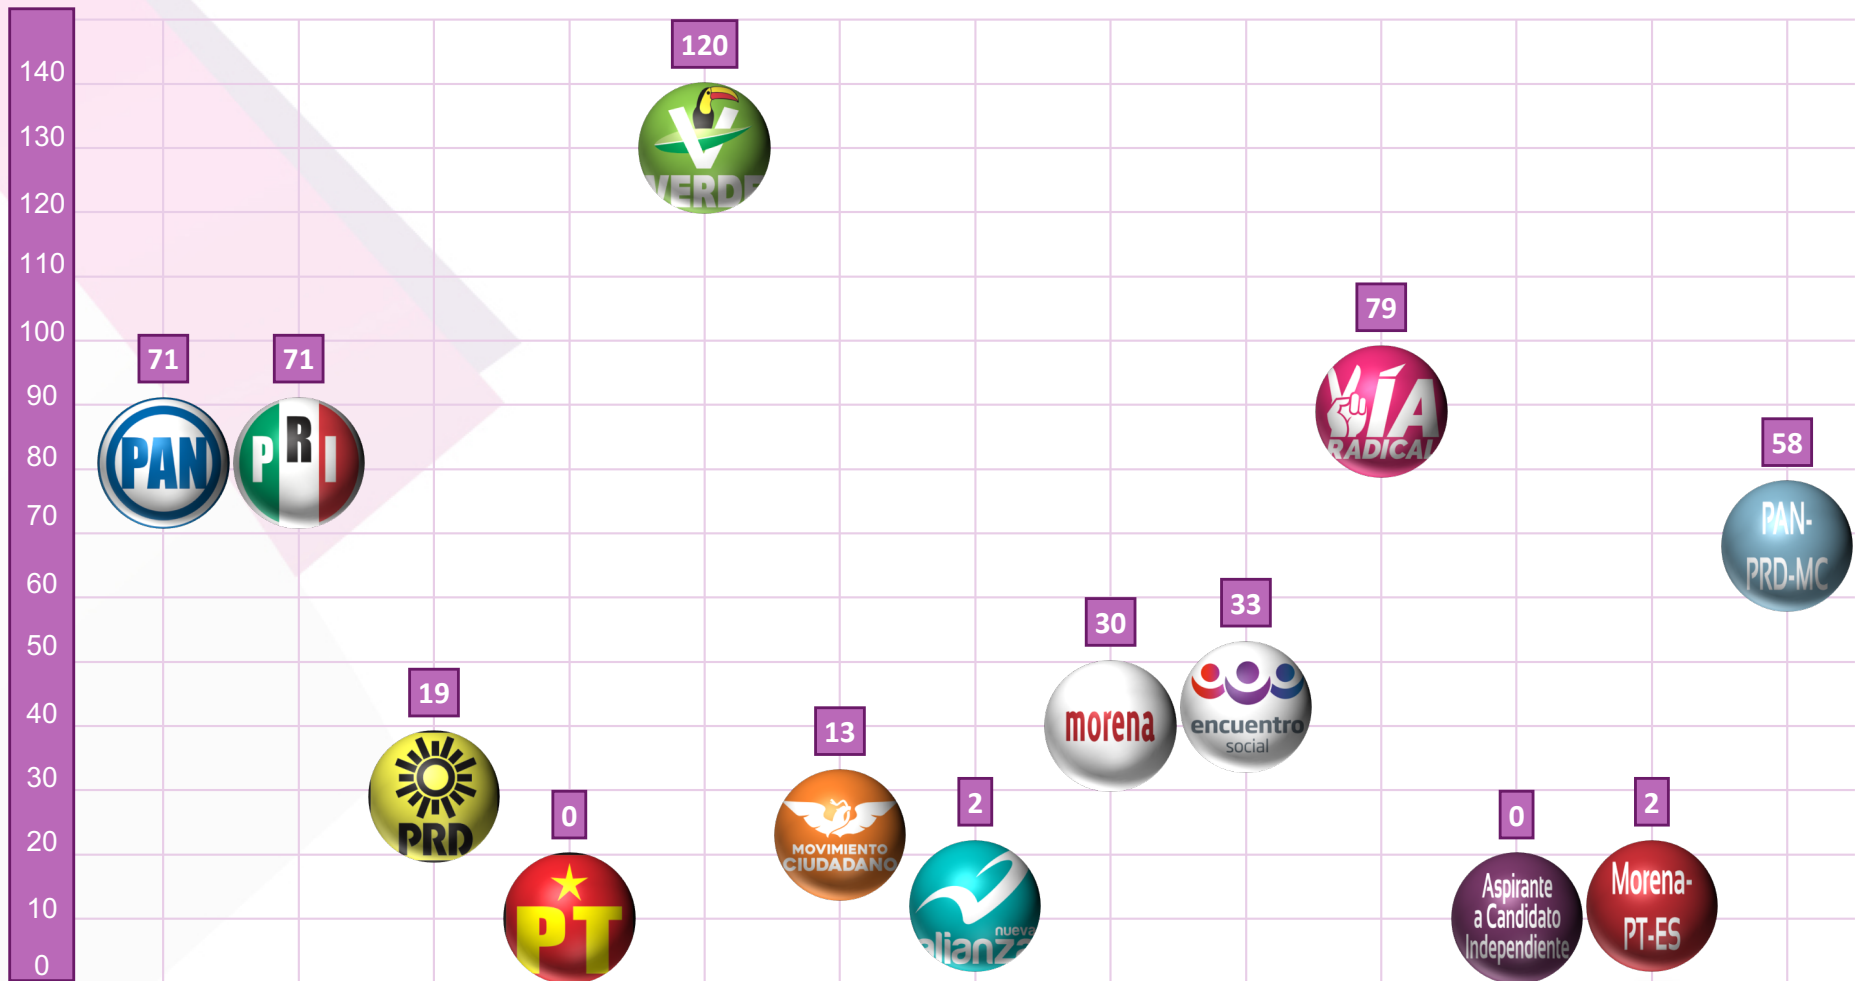 140
130
120
110
100
90
80
70
60
50
40
30
20
10
0
71
PAN
71
PRI
19
PRD
0
PT
120
VERDE
13
MOVIMIENTO
CIUDADANO
2
nueva
alianza
30
morena
33
encuentro
social
79
VÍA
RADICAL
0
Aspirante
a Candidato
Independiente
2
Morena-
PT-ES
58
PAN-
PRD-MC